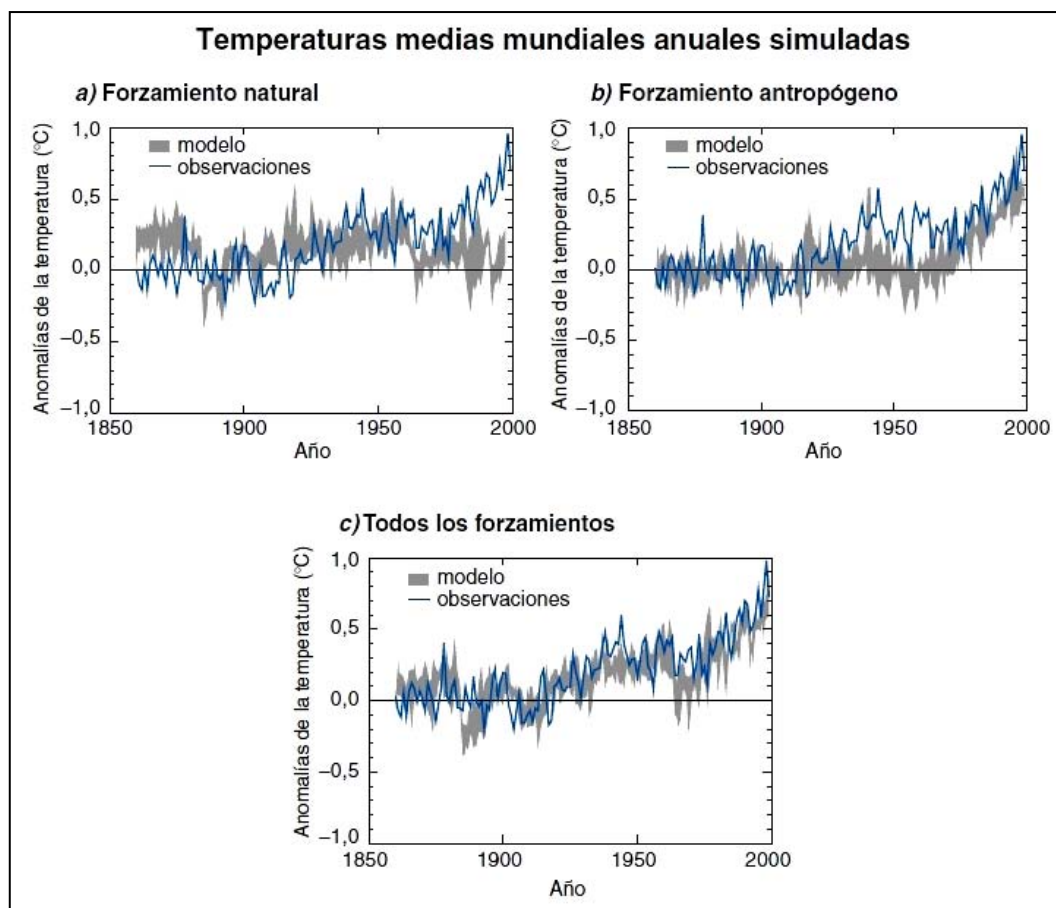 Temperaturas medias mundiales anuales simuladas
a) Forzamiento natural
Anomalías de la temperatura (°C)
1,0
0,5
0,0
–0,5
–1,0
modelo
observaciones
1850
1900
1950
2000
Año
b) Forzamiento antropógeno
Anomalías de la temperatura (°C)
1,0
0,5
0,0
–0,5
–1,0
modelo
observaciones
1850
1900
1950
2000
Año
c) Todos los forzamientos
Anomalías de la temperatura (°C)
1,0
0,5
0,0
–0,5
–1,0
modelo
observaciones
1850
1900
1950
2000
Año